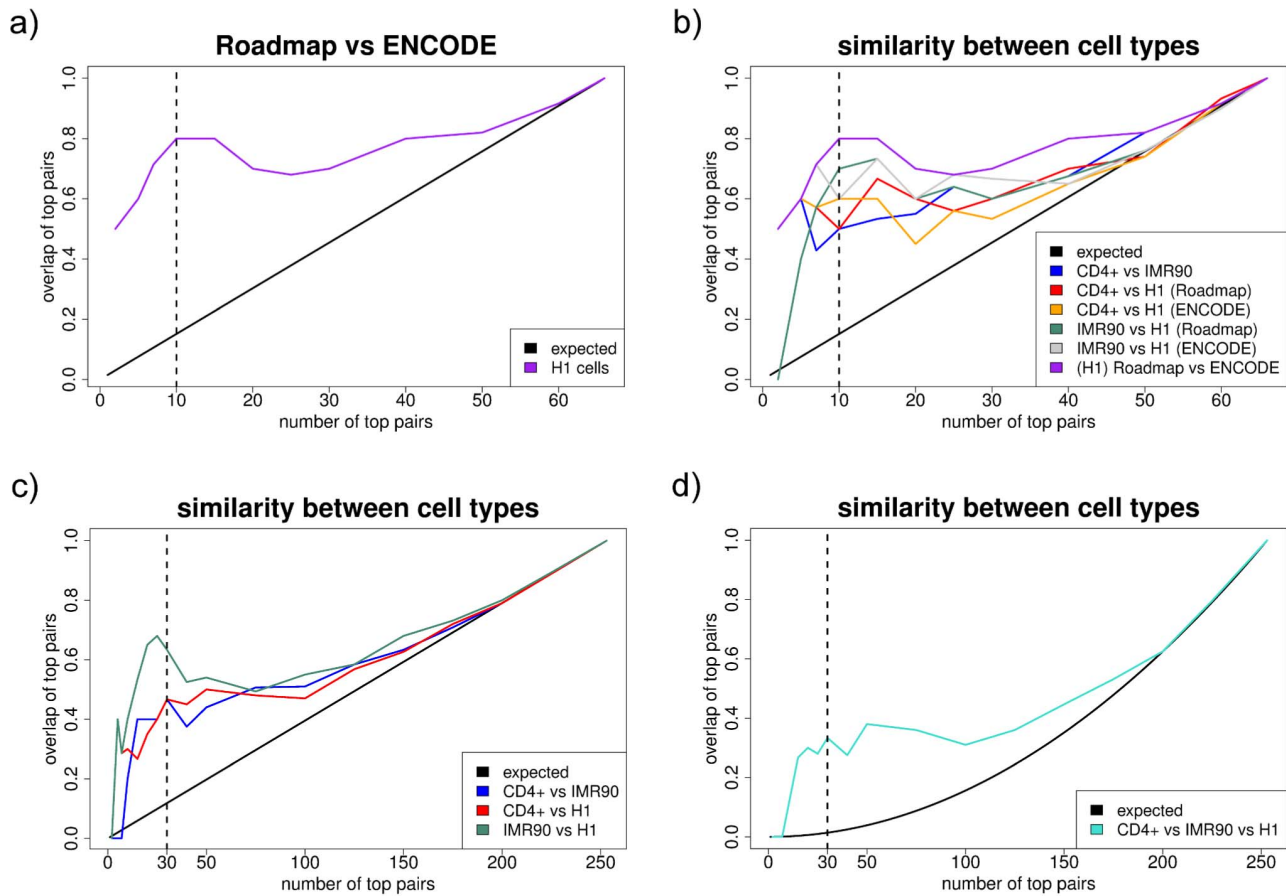 a)
Roadmap vs ENCODE
overlap of top pairs
0.0 0.2 0.4 0.6 0.8 1.0
0 10 20 30 40 50 60
number of top pairs
expected
H1 cells
b)
similarity between cell types
overlap of top pairs
0.0 0.2 0.4 0.6 0.8 1.0
0 10 20 30 40 50 60
number of top pairs
expected
CD4+ vs IMR90
CD4+ vs H1 (Roadmap)
CD4+ vs H1 (ENCODE)
IMR90 vs H1 (Roadmap)
IMR90 vs H1 (ENCODE)
(H1) Roadmap vs ENCODE
c)
similarity between cell types
overlap of top pairs
0.0 0.2 0.4 0.6 0.8 1.0
0 30 50 100 150 200 250
number of top pairs
expected
CD4+ vs IMR90
CD4+ vs H1
IMR90 vs H1
d)
similarity between cell types
overlap of top pairs
0.0 0.2 0.4 0.6 0.8 1.0
0 30 50 100 150 200 250
number of top pairs
expected
CD4+ vs IMR90 vs H1